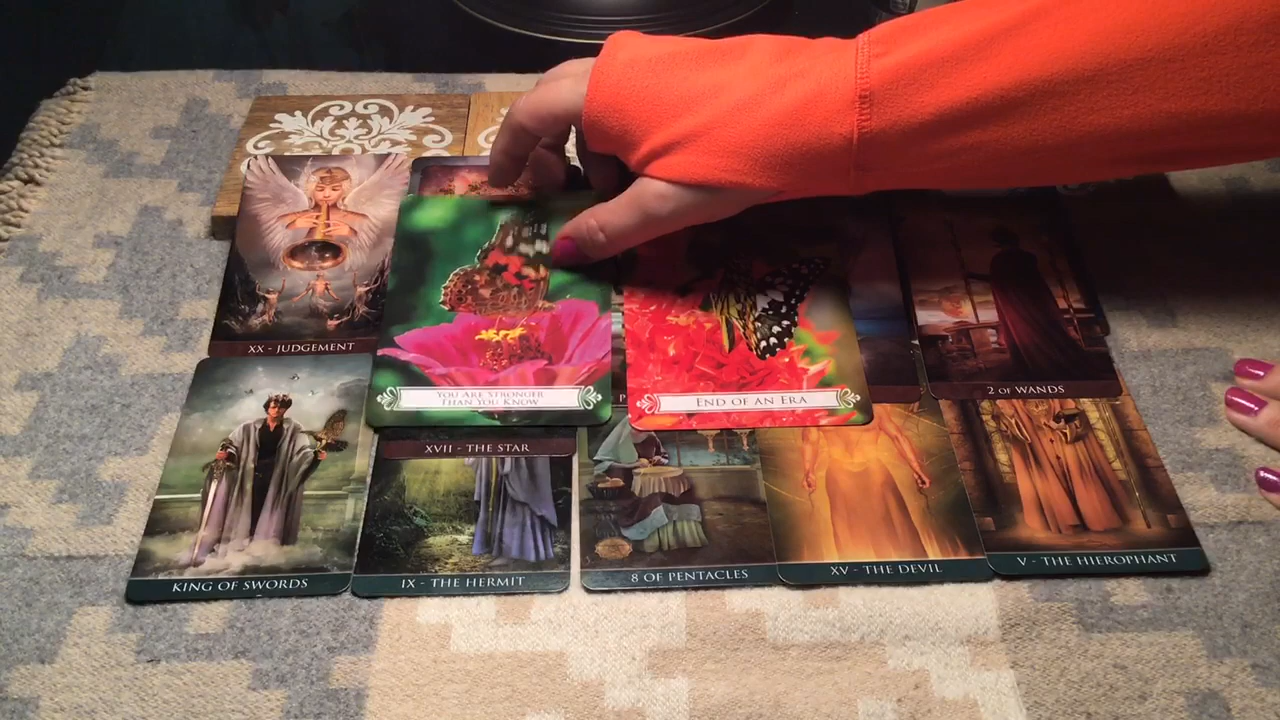 XX - JUDGEMENT
YOU ARE STRONGER
THAN YOU KNOW
END OF AN ERA
2 OF WANDS
XVII - THE STAR
KING OF SWORDS
IX - THE HERMIT
8 OF PENTACLES
XV - THE DEVIL
V - THE HIEROPHANT